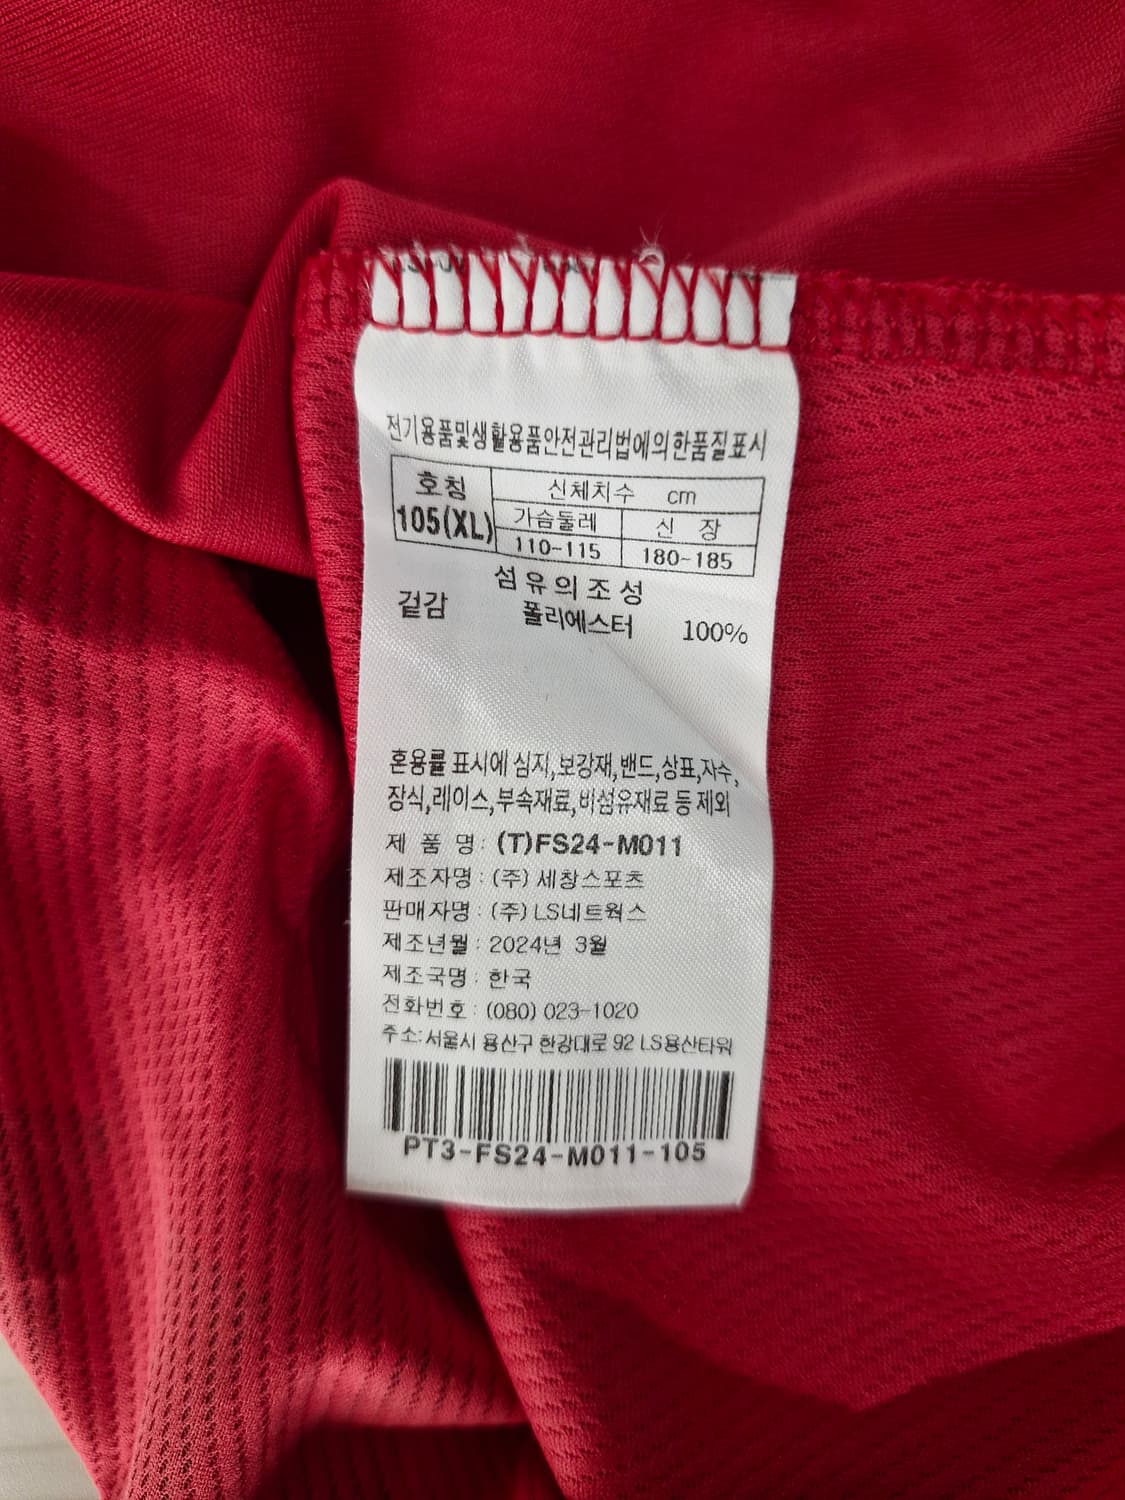 전기용품및생활용품안전관리법에의한품질표시
호칭 신체치수 cm
105(XL) 가슴둘레 신 장
110-115 180-185
섬유의조성
겉감 폴리에스터 100%
혼용률 표시에 심지,보강재,밴드,상표,자수,
장식,레이스,부속재료,비섬유재료 등 제외
제 품 명: (T)FS24-M011
제조자명: (주) 세창스포츠
판매자명: (주) LS네트웍스
제조년월: 2024년 3월
제조국명: 한국
전화번호: (080) 023-1020
주소:서울시 용산구 한강대로 92 LS용산타워
PT3-FS24-M011-105